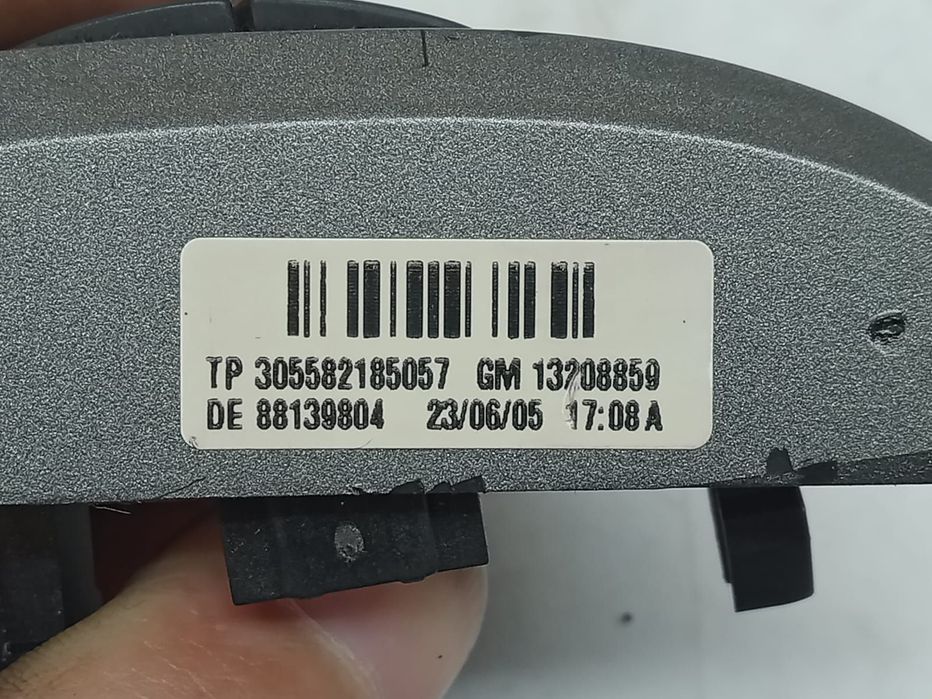 TP 305582185057 GM 13208859
DE 88139804 23/06/05 17:08 A